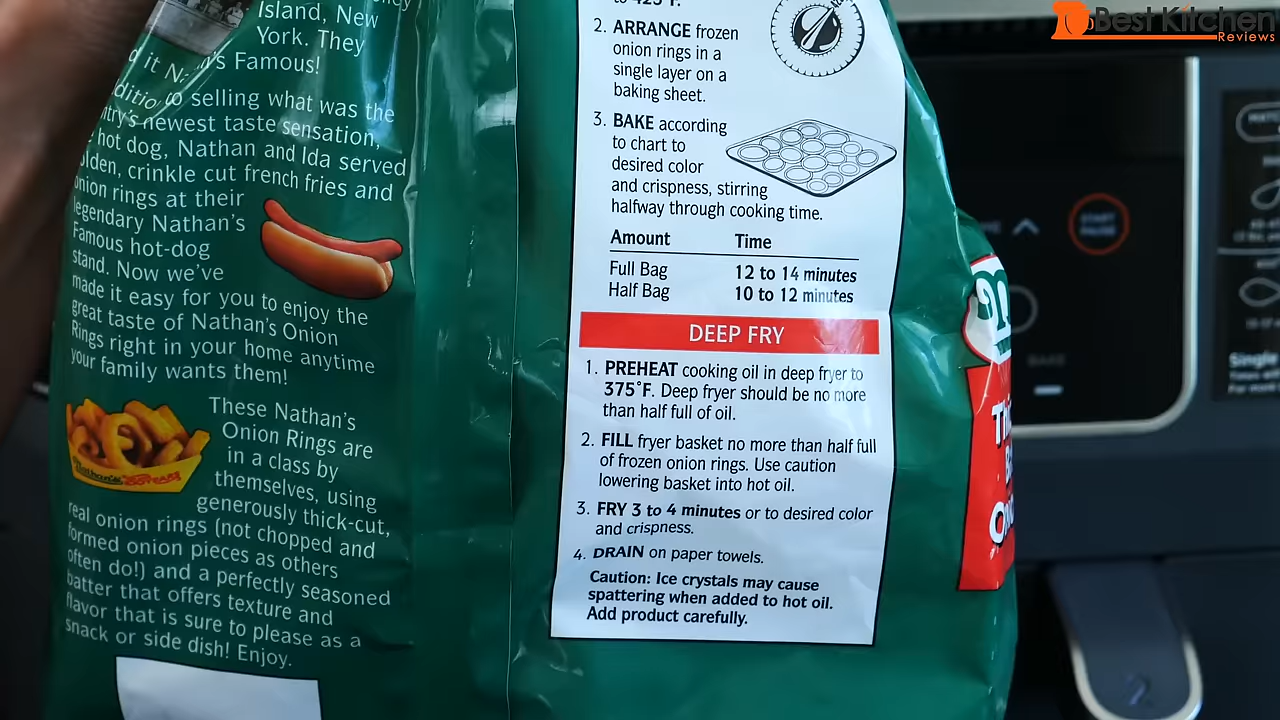 Island, New
York. They
's Famous!
to selling what was the
newest taste sensation,
hot dog, Nathan and Ida served
crinkle cut french fries and
onion rings at their
legendary Nathan's
Famous hot-dog
stand. Now we've
made it easy for you to enjoy the
great taste of Nathan's Onion
Rings right in your home anytime
your family wants them!
These Nathan's
Onion Rings are
in a class by
themselves, using
generously thick-cut,
real onion rings (not chopped and
formed onion pieces as others
often do!) and a perfectly seasoned
batter that offers texture and
flavor that is sure to please as a
snack or side dish! Enjoy.
to 425°F.
2. ARRANGE frozen
onion rings in a
single layer on a
baking sheet.
3. BAKE according
to chart to
desired color
and crispness, stirring
halfway through cooking time.
Amount Time
Full Bag 12 to 14 minutes
Half Bag 10 to 12 minutes
DEEP FRY
1. PREHEAT cooking oil in deep fryer to
375°F. Deep fryer should be no more
than half full of oil.
2. FILL fryer basket no more than half full
of frozen onion rings. Use caution
lowering basket into hot oil.
3. FRY 3 to 4 minutes or to desired color
and crispness.
4. DRAIN on paper towels.
Caution: Ice crystals may cause
spattering when added to hot oil.
Add product carefully.
Best Kitchen
Reviews
START
PAUSE
BAKE
Single
2